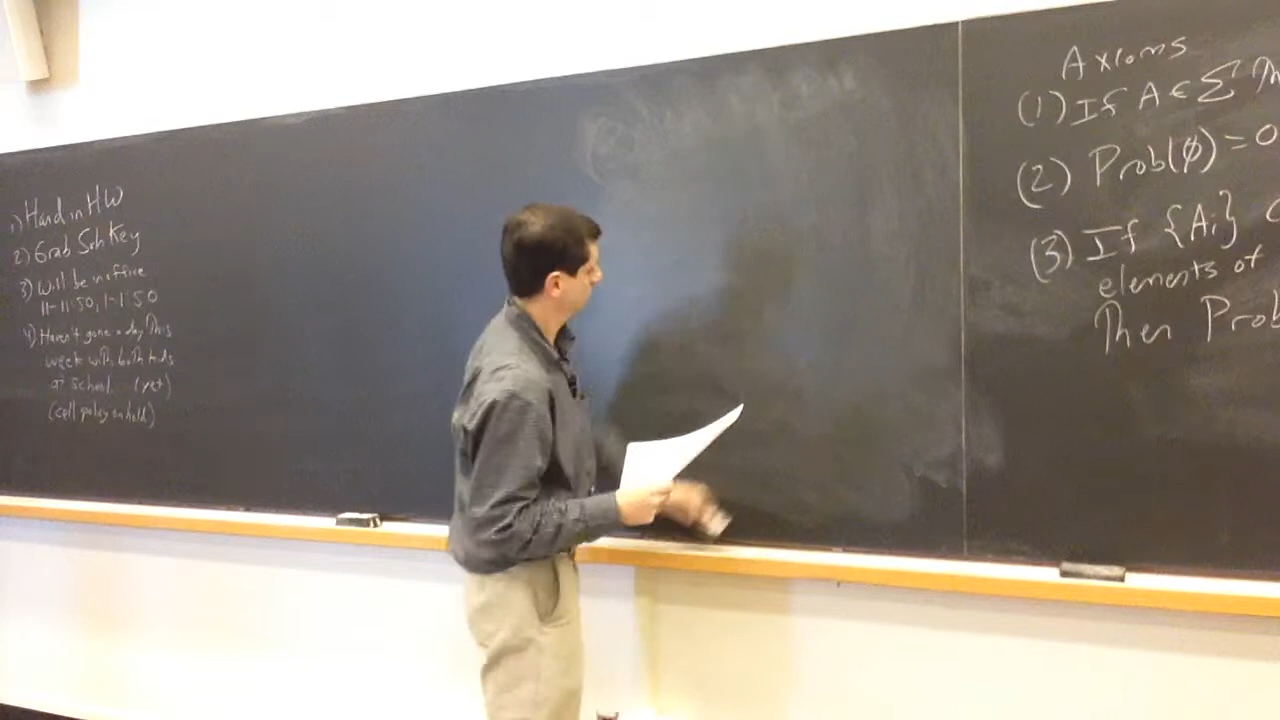 1) Hand in HW
2) Grab Soln Key
3) Will be in office
11-11:50, 1-1:50
4) Haven't gone a day this
week with both kids
at school (yet)
(cell policy on hold)
Axioms
(1) If A ∈ Σ Th
(2) Prob(∅) = 0
(3) If {Ai}
elements of
Then Prob